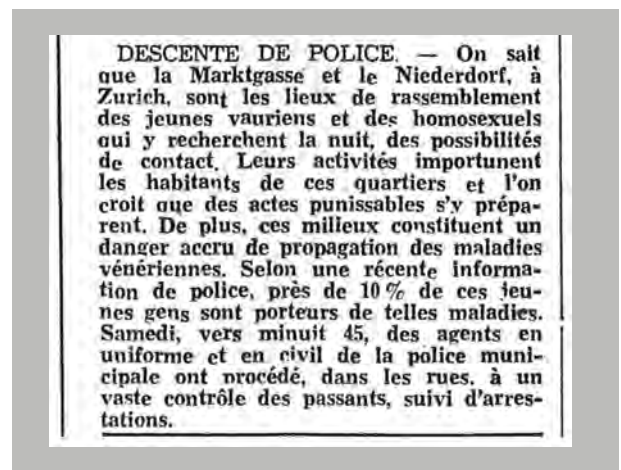 DESCENTE DE POLICE. — On sait
que la Marktgasse et le Niederdorf, à
Zurich, sont les lieux de rassemblement
des jeunes vauriens et des homosexuels
qui y recherchent la nuit, des possibilités
de contact. Leurs activités importunent
les habitants de ces quartiers et l'on
croit que des actes punissables s'y prépa-
rent. De plus, ces milieux constituent un
danger accru de propagation des maladies
vénériennes. Selon une récente informa-
tion de police, près de 10 % de ces jeu-
nes gens sont porteurs de telles maladies.
Samedi, vers minuit 45, des agents en
uniforme et en civil de la police muni-
cipale ont procédé, dans les rues, à un
vaste contrôle des passants, suivi d'arres-
tations.